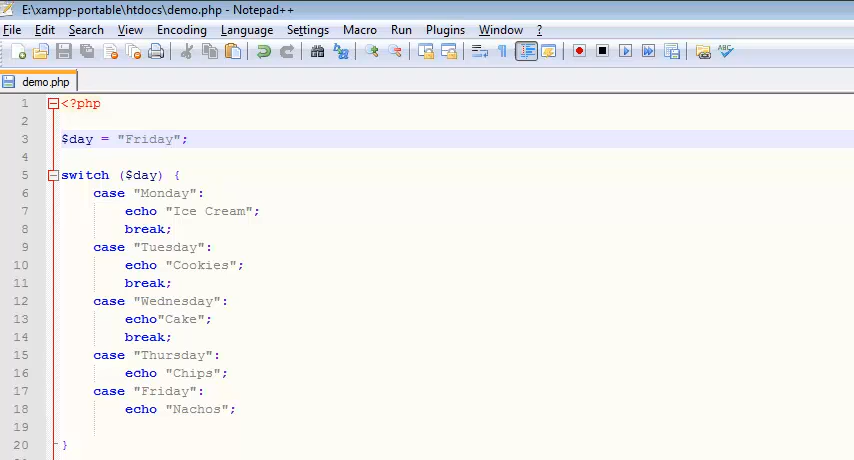 E:\xampp-portable\htdocs\demo.php - Notepad++
File Edit Search View Encoding Language Settings Macro Run Plugins Window ?
demo.php
1 <?php
2
3 $day = "Friday";
4
5 switch ($day) {
6 case "Monday":
7 echo "Ice Cream";
8 break;
9 case "Tuesday":
10 echo "Cookies";
11 break;
12 case "Wednesday":
13 echo"Cake";
14 break;
15 case "Thursday":
16 echo "Chips";
17 case "Friday":
18 echo "Nachos";
19
20 }